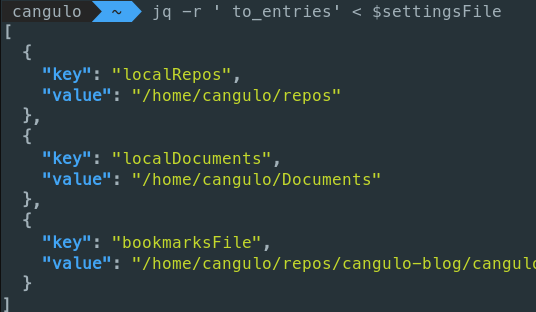 cangulo ~ jq -r ' to_entries' < $settingsFile
[
  {
    "key": "localRepos",
    "value": "/home/cangulo/repos"
  },
  {
    "key": "localDocuments",
    "value": "/home/cangulo/Documents"
  },
  {
    "key": "bookmarksFile",
    "value": "/home/cangulo/repos/cangulo-blog/cangulo
  }
]